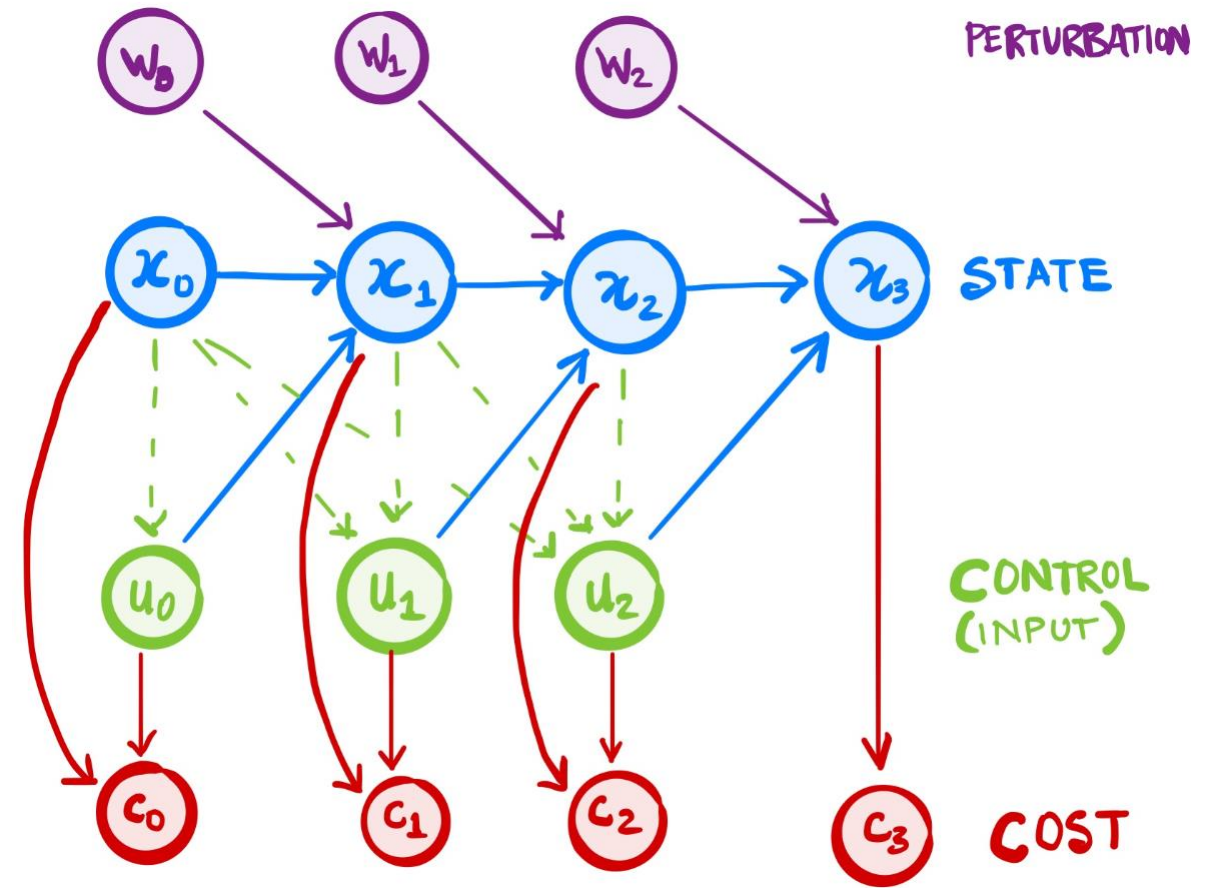 W₀ W₁ W₂ PERTURBATION
x₀ x₁ x₂ x₃ STATE
u₀ u₁ u₂ CONTROL
(INPUT)
c₀ c₁ c₂ c₃ COST